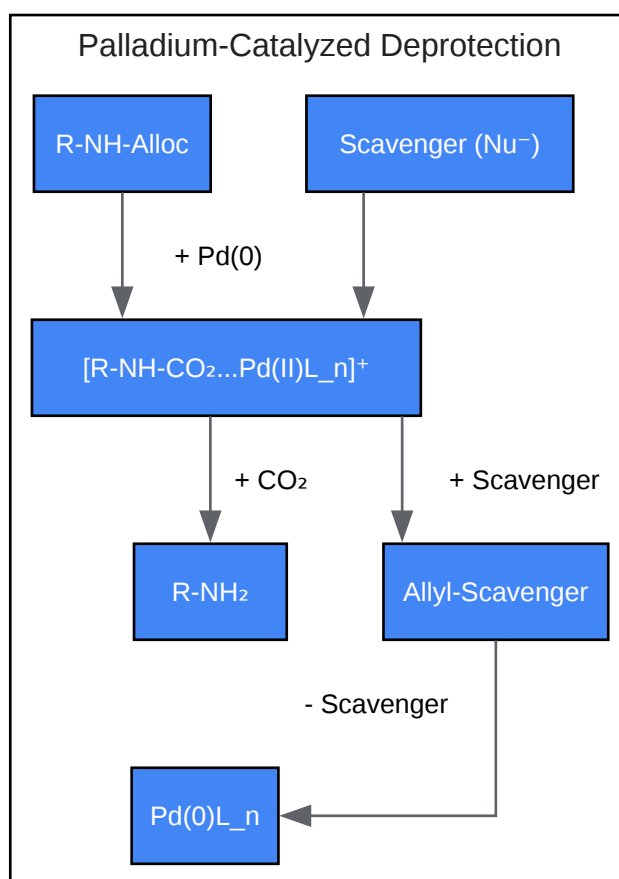 Palladium-Catalyzed Deprotection
R-NH-Alloc
Scavenger (Nu⁻)
+ Pd(0)
[R-NH-CO₂...Pd(II)L_n]⁺
+ CO₂
+ Scavenger
R-NH₂
Allyl-Scavenger
- Scavenger
Pd(0)L_n